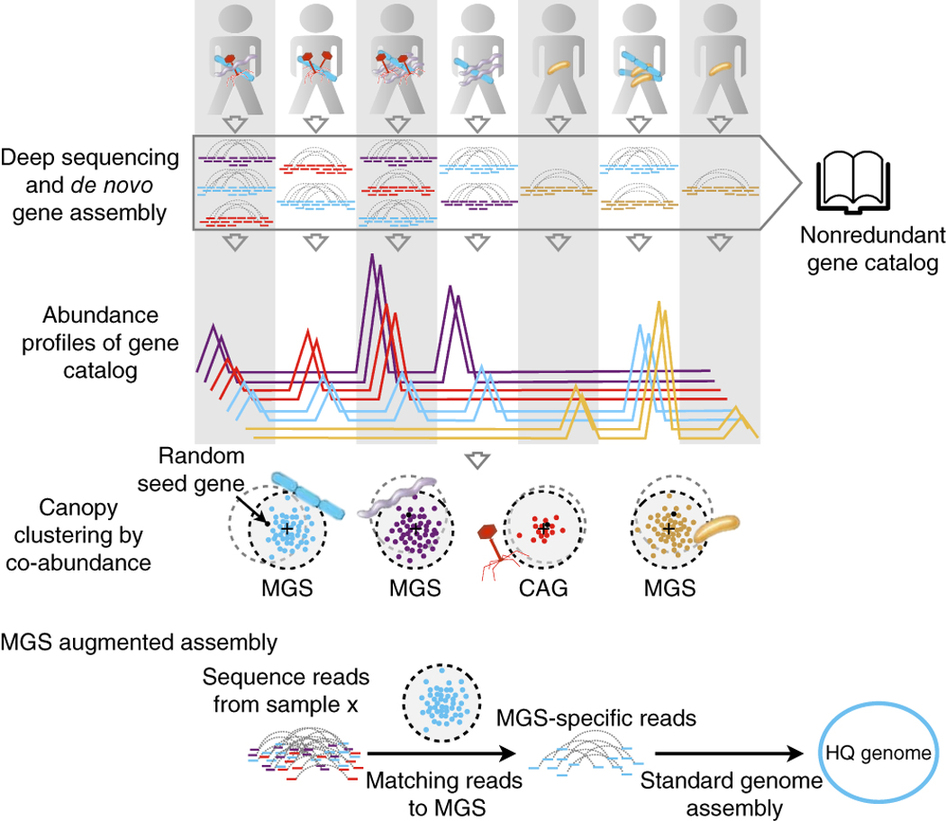 Deep sequencing
and de novo
gene assembly
Nonredundant
gene catalog
Abundance
profiles of gene
catalog
Random
seed gene
Canopy
clustering by
co-abundance
MGS
MGS
CAG
MGS
MGS augmented assembly
Sequence reads
from sample x
Matching reads
to MGS
MGS-specific reads
Standard genome
assembly
HQ genome